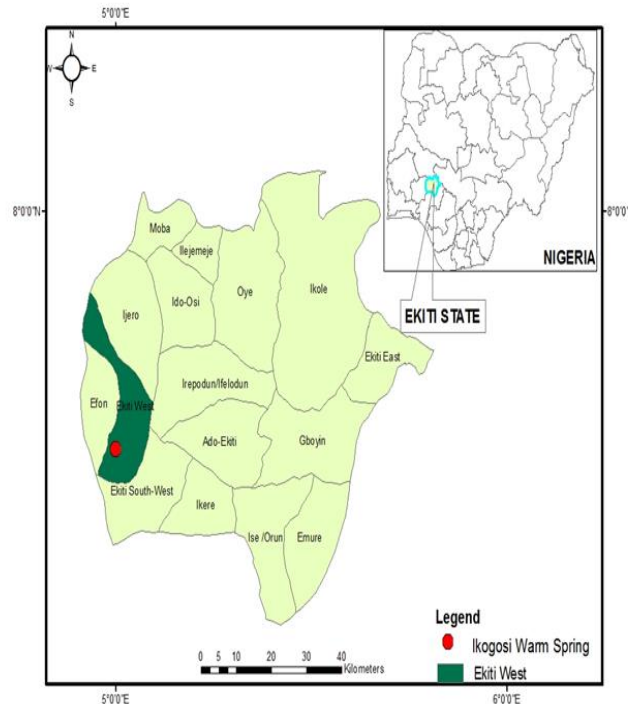 5°0'0"E
N
W E
S
8°0'0"N
8°0'0"N
NIGERIA
EKITI STATE
Moba
Ilejemeje
Ido-Osi
Oye
Ikole
Ijero
Ekiti East
Irepodun/Ifelodun
Efon
Ekiti West
Ado-Ekiti
Gboyin
Ekiti South-West
Ikere
Ise /Orun
Emure
Legend
Ikogosi Warm Spring
Ekiti West
0 5 10 20 30 40
Kilometers
5°0'0"E
6°0'0"E